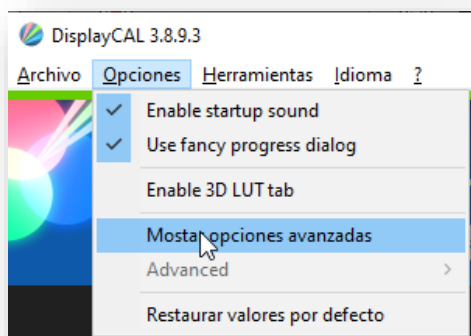 DisplayCAL 3.8.9.3
Archivo Opciones Herramientas Idioma ?
Enable startup sound
Use fancy progress dialog
Enable 3D LUT tab
Mostar opciones avanzadas
Advanced
Restaurar valores por defecto